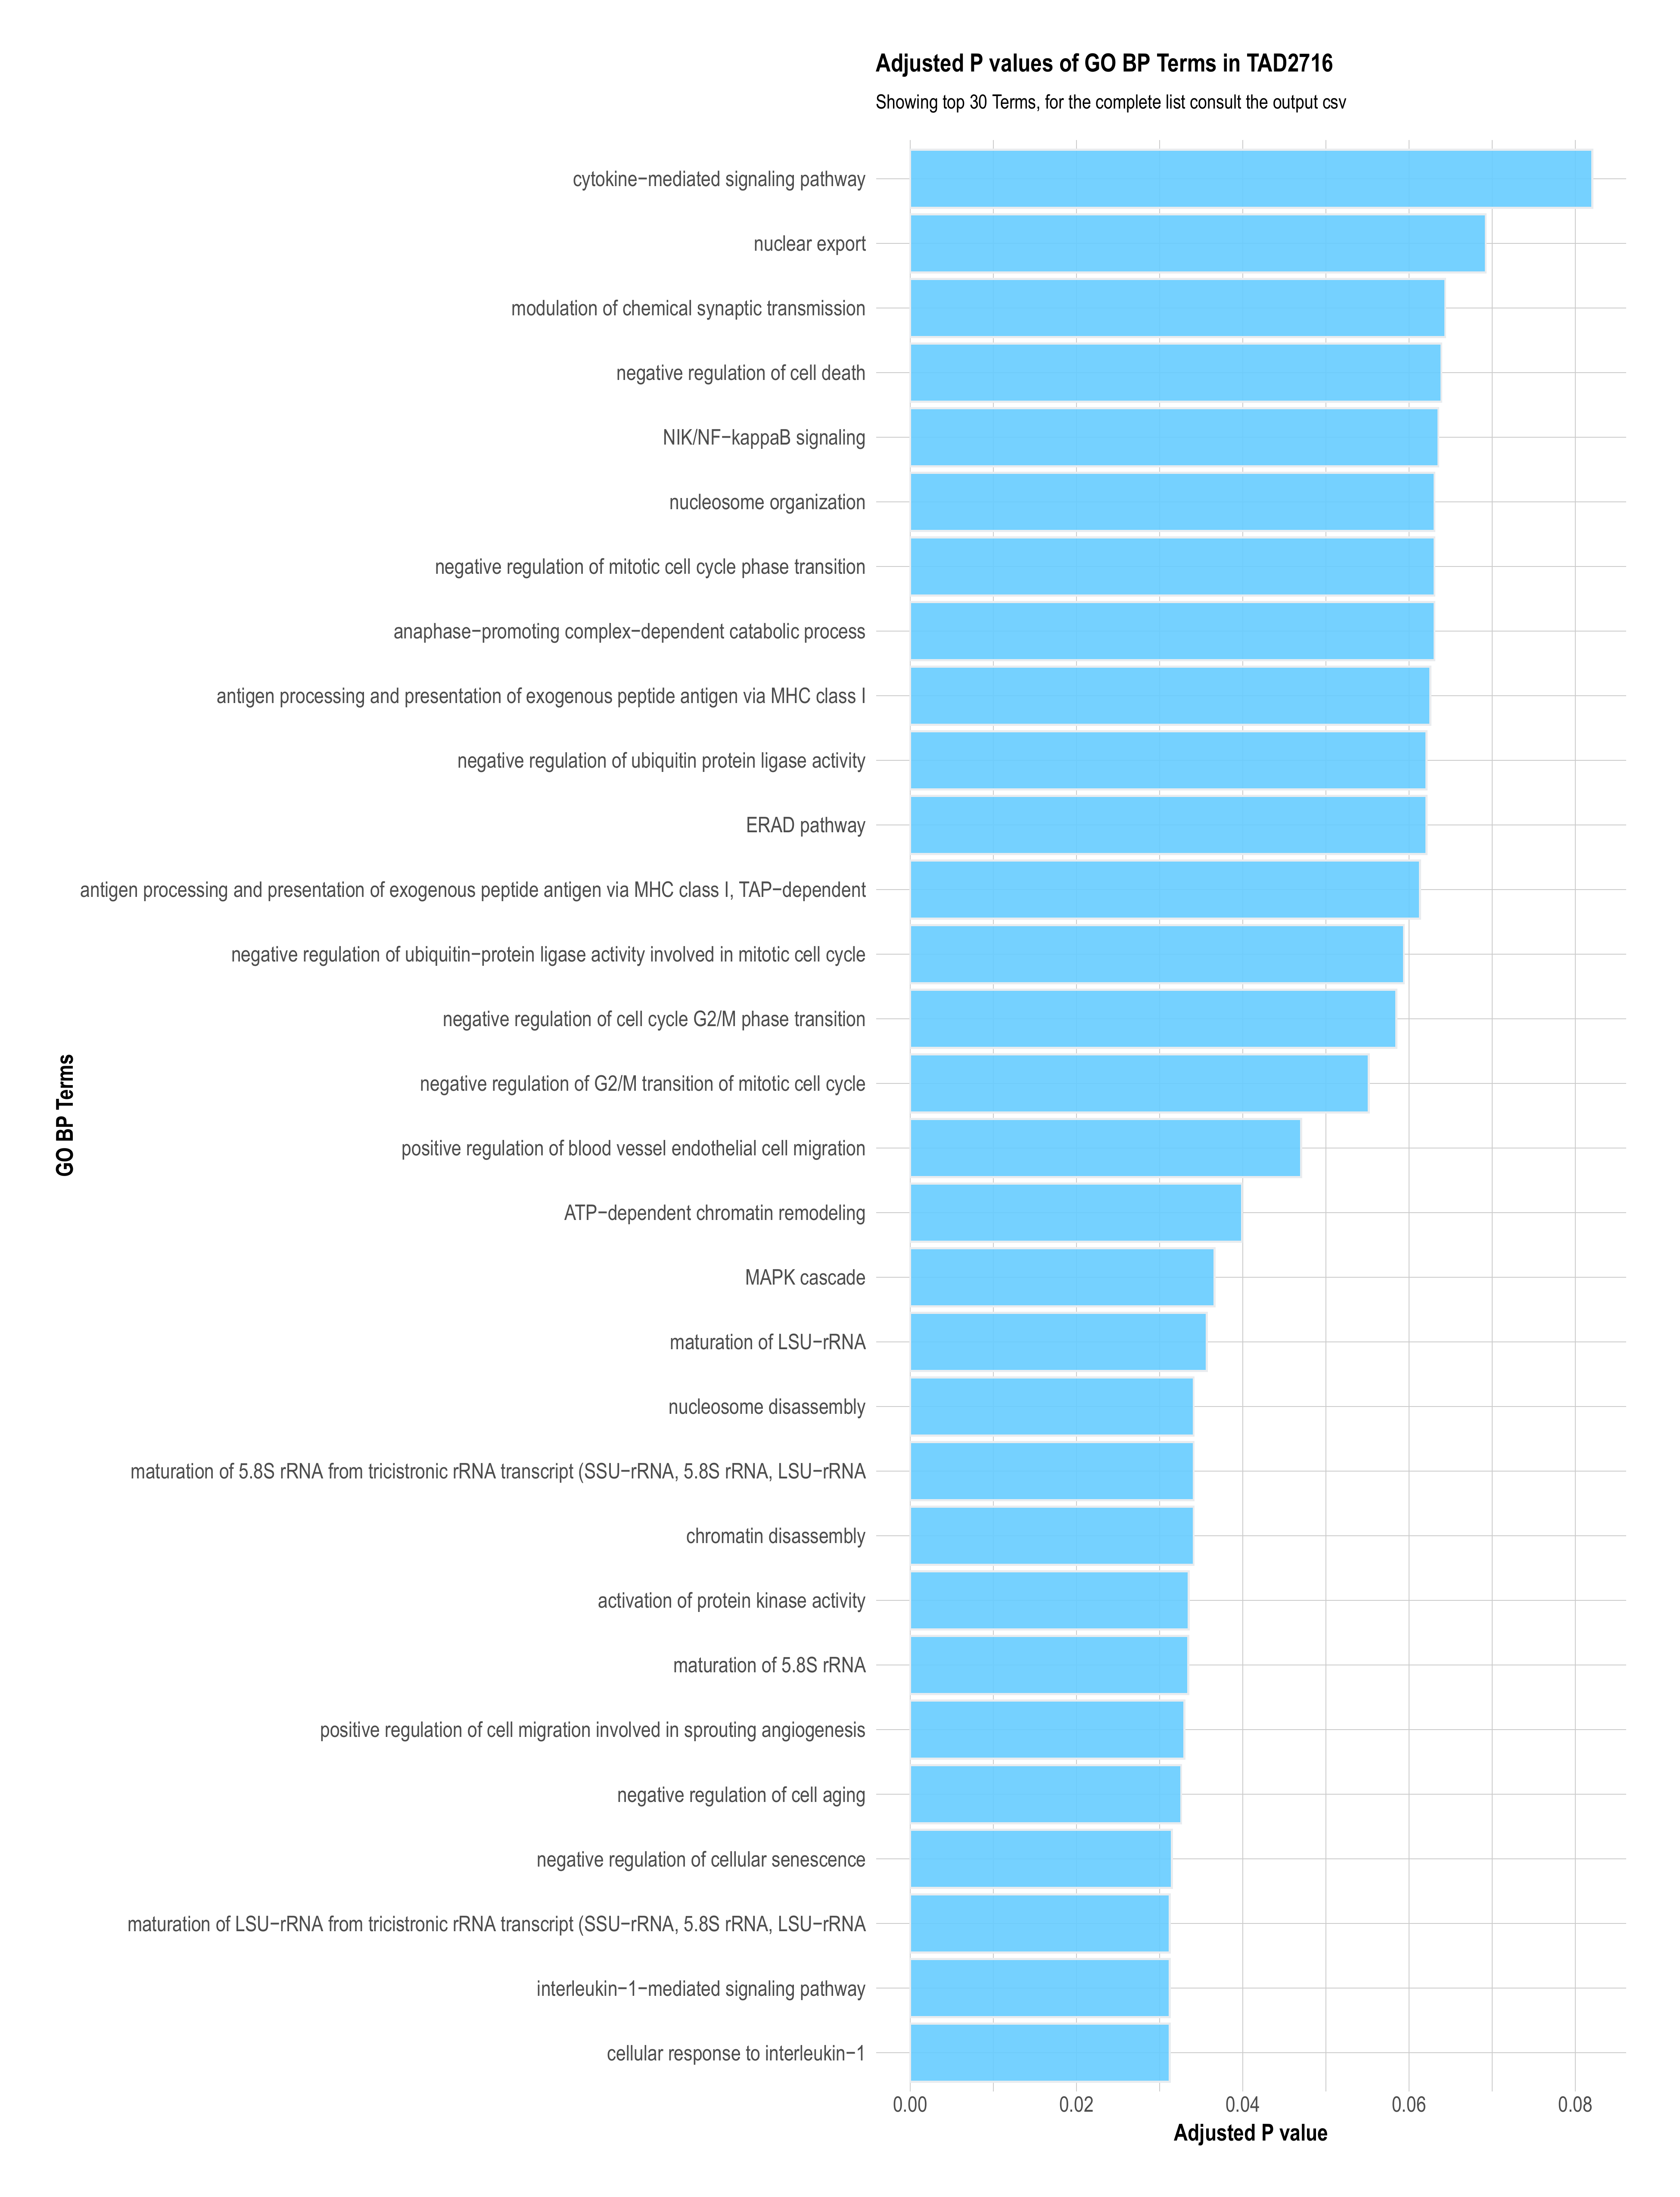 Adjusted P values of GO BP Terms in TAD2716
Showing top 30 Terms, for the complete list consult the output csv
cytokine−mediated signaling pathway
nuclear export
modulation of chemical synaptic transmission
negative regulation of cell death
NIK/NF−kappaB signaling
nucleosome organization
negative regulation of mitotic cell cycle phase transition
anaphase−promoting complex−dependent catabolic process
antigen processing and presentation of exogenous peptide antigen via MHC class I
negative regulation of ubiquitin protein ligase activity
ERAD pathway
antigen processing and presentation of exogenous peptide antigen via MHC class I, TAP−dependent
negative regulation of ubiquitin−protein ligase activity involved in mitotic cell cycle
negative regulation of cell cycle G2/M phase transition
negative regulation of G2/M transition of mitotic cell cycle
positive regulation of blood vessel endothelial cell migration
ATP−dependent chromatin remodeling
MAPK cascade
maturation of LSU−rRNA
nucleosome disassembly
maturation of 5.8S rRNA from tricistronic rRNA transcript (SSU−rRNA, 5.8S rRNA, LSU−rRNA
chromatin disassembly
activation of protein kinase activity
maturation of 5.8S rRNA
positive regulation of cell migration involved in sprouting angiogenesis
negative regulation of cell aging
negative regulation of cellular senescence
maturation of LSU−rRNA from tricistronic rRNA transcript (SSU−rRNA, 5.8S rRNA, LSU−rRNA
interleukin−1−mediated signaling pathway
cellular response to interleukin−1
GO BP Terms
0.00 0.02 0.04 0.06 0.08
Adjusted P value